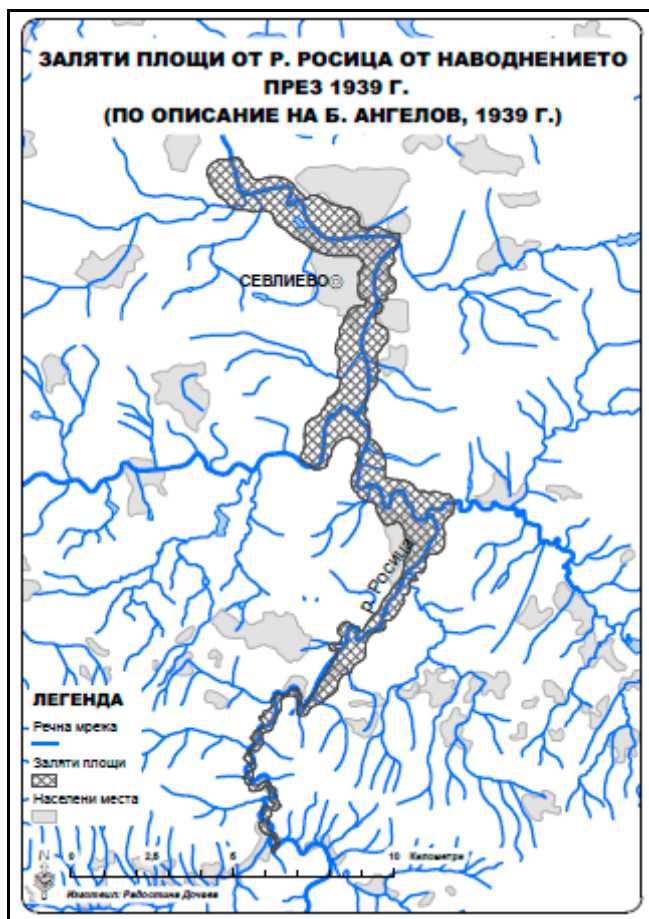 ЗАЛЯТИ ПЛОЩИ ОТ Р. РОСИЦА ОТ НАВОДНЕНИЕТО
ПРЕЗ 1939 Г.
(ПО ОПИСАНИЕ НА Б. АНГЕЛОВ, 1939 Г.)
СЕВЛИЕВО
р. Росица
ЛЕГЕНДА
Речна мрежа
Заляти площи
Населени места
N
0 2,5 5 10 Километри
Изготвил: Радостина Дочева